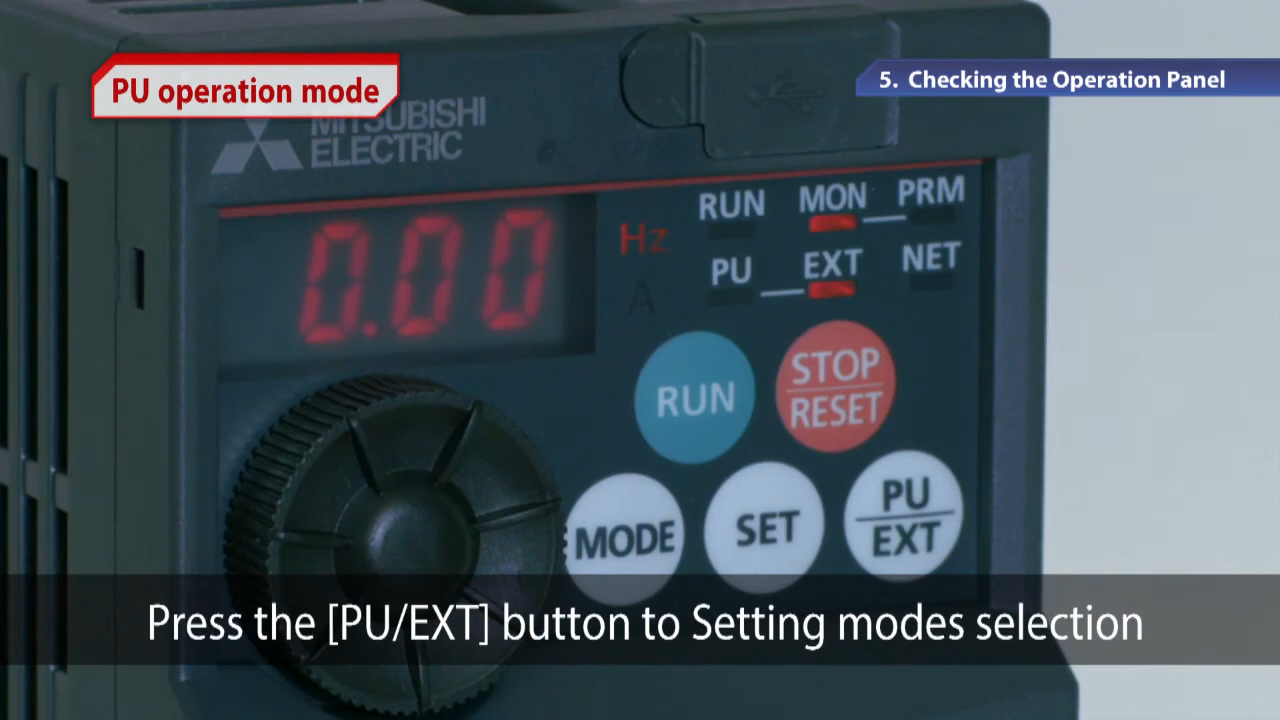 PU operation mode
5. Checking the Operation Panel
MITSUBISHI
ELECTRIC
0.00
Hz
A
RUN MON PRM
PU EXT NET
RUN
STOP
RESET
MODE
SET
PU
EXT
Press the [PU/EXT] button to Setting modes selection